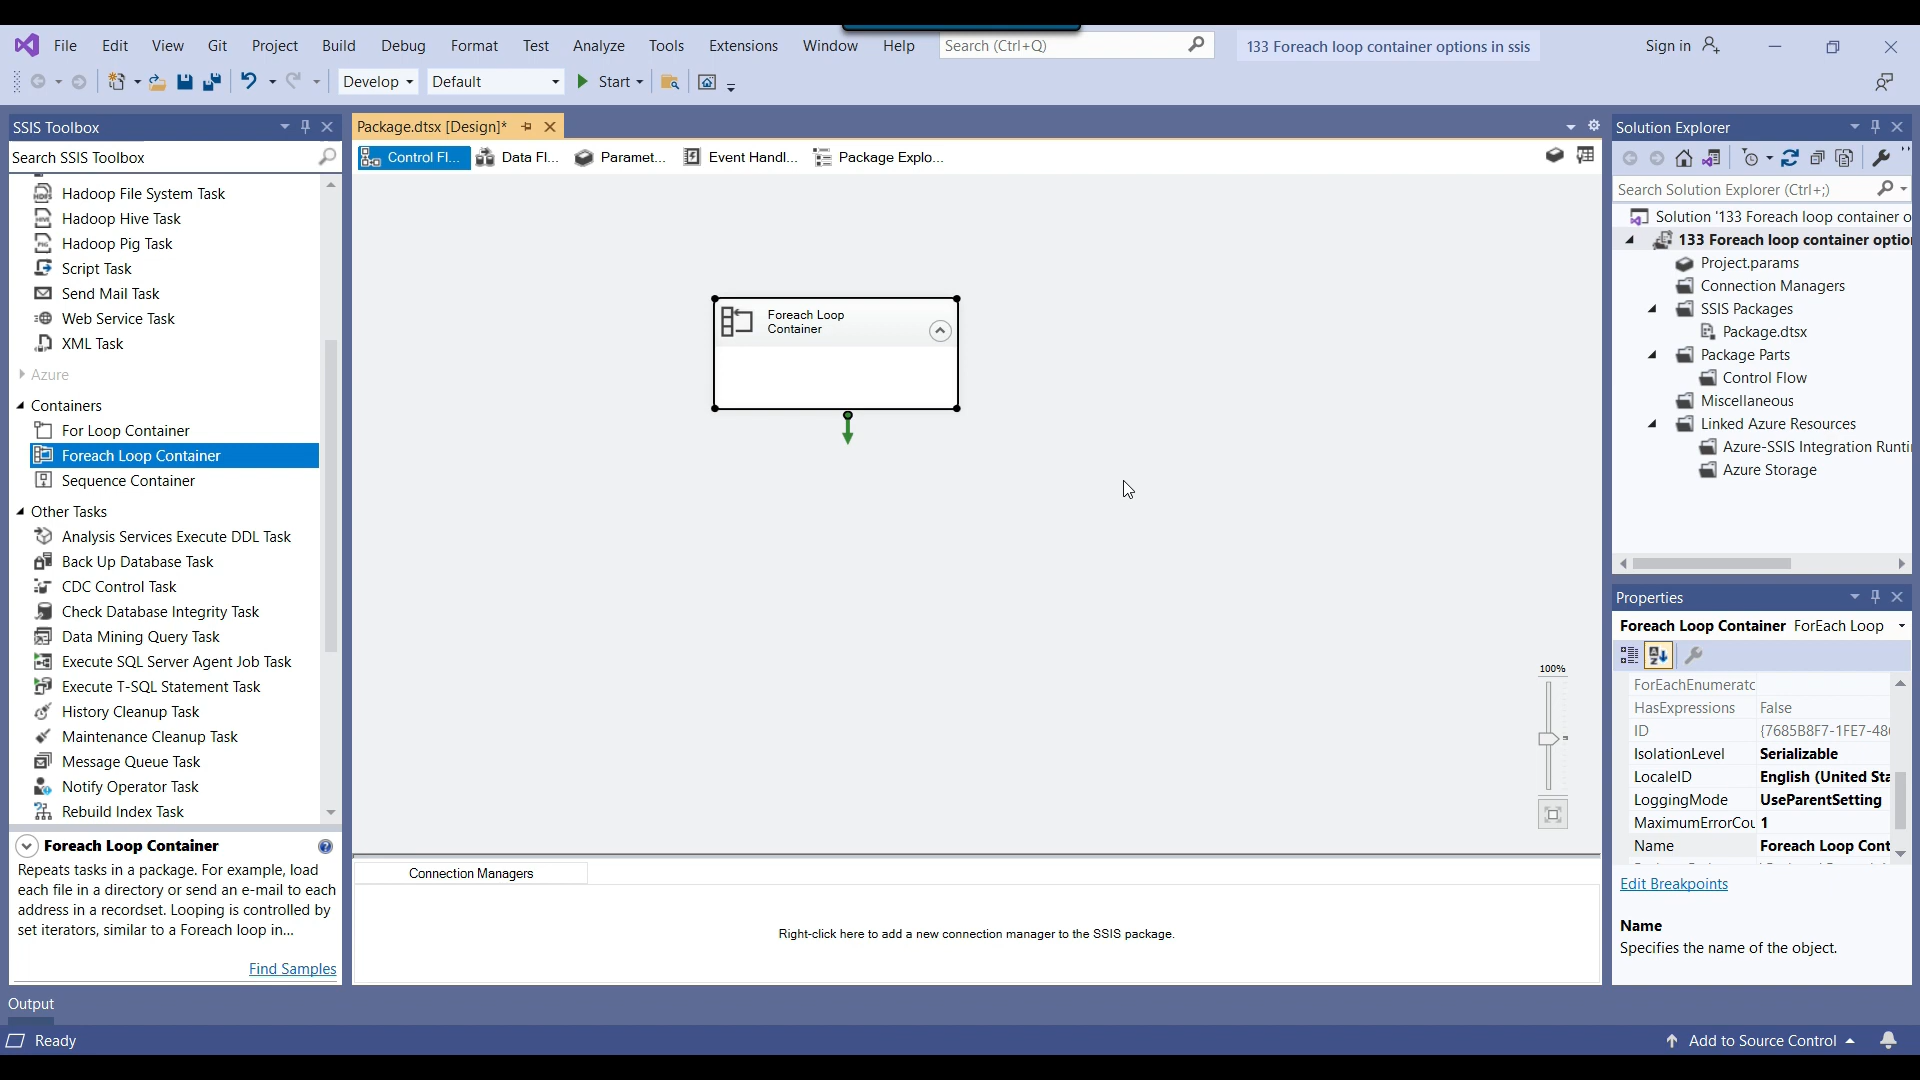 File Edit View Git Project Build Debug Format Test Analyze Tools Extensions Window Help Search (Ctrl+Q) 133 Foreach loop container options in ssis Sign in
Develop Default Start
SSIS Toolbox
Search SSIS Toolbox
Hadoop File System Task
Hadoop Hive Task
Hadoop Pig Task
Script Task
Send Mail Task
Web Service Task
XML Task
Azure
Containers
For Loop Container
Foreach Loop Container
Sequence Container
Other Tasks
Analysis Services Execute DDL Task
Back Up Database Task
CDC Control Task
Check Database Integrity Task
Data Mining Query Task
Execute SQL Server Agent Job Task
Execute T-SQL Statement Task
History Cleanup Task
Maintenance Cleanup Task
Message Queue Task
Notify Operator Task
Rebuild Index Task
Foreach Loop Container
Repeats tasks in a package. For example, load
each file in a directory or send an e-mail to each
address in a recordset. Looping is controlled by
set iterators, similar to a Foreach loop in...
Find Samples
Package.dtsx [Design]*
Control Fl... Data Fl... Paramet... Event Handl... Package Explo...
Foreach Loop
Container
100%
Connection Managers
Right-click here to add a new connection manager to the SSIS package.
Solution Explorer
Search Solution Explorer (Ctrl+;)
Solution '133 Foreach loop container o
133 Foreach loop container optio
Project.params
Connection Managers
SSIS Packages
Package.dtsx
Package Parts
Control Flow
Miscellaneous
Linked Azure Resources
Azure-SSIS Integration Runti
Azure Storage
Properties
Foreach Loop Container ForEach Loop
ForEachEnumeratc
HasExpressions False
ID {7685B8F7-1FE7-48
IsolationLevel Serializable
LocaleID English (United Sta
LoggingMode UseParentSetting
MaximumErrorCou 1
Name Foreach Loop Cont
Edit Breakpoints
Name
Specifies the name of the object.
Output
Ready Add to Source Control